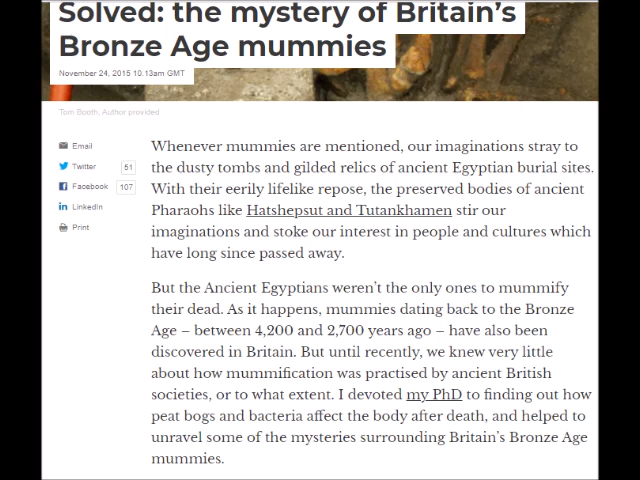 Solved: the mystery of Britain's
Bronze Age mummies
November 24, 2015 10.13am GMT
Tom Booth, Author provided
Email
Twitter 51
Facebook 107
LinkedIn
Print
Whenever mummies are mentioned, our imaginations stray to
the dusty tombs and gilded relics of ancient Egyptian burial sites.
With their eerily lifelike repose, the preserved bodies of ancient
Pharaohs like Hatshepsut and Tutankhamen stir our
imaginations and stoke our interest in people and cultures which
have long since passed away.
But the Ancient Egyptians weren't the only ones to mummify
their dead. As it happens, mummies dating back to the Bronze
Age – between 4,200 and 2,700 years ago – have also been
discovered in Britain. But until recently, we knew very little
about how mummification was practised by ancient British
societies, or to what extent. I devoted my PhD to finding out how
peat bogs and bacteria affect the body after death, and helped to
unravel some of the mysteries surrounding Britain's Bronze Age
mummies.